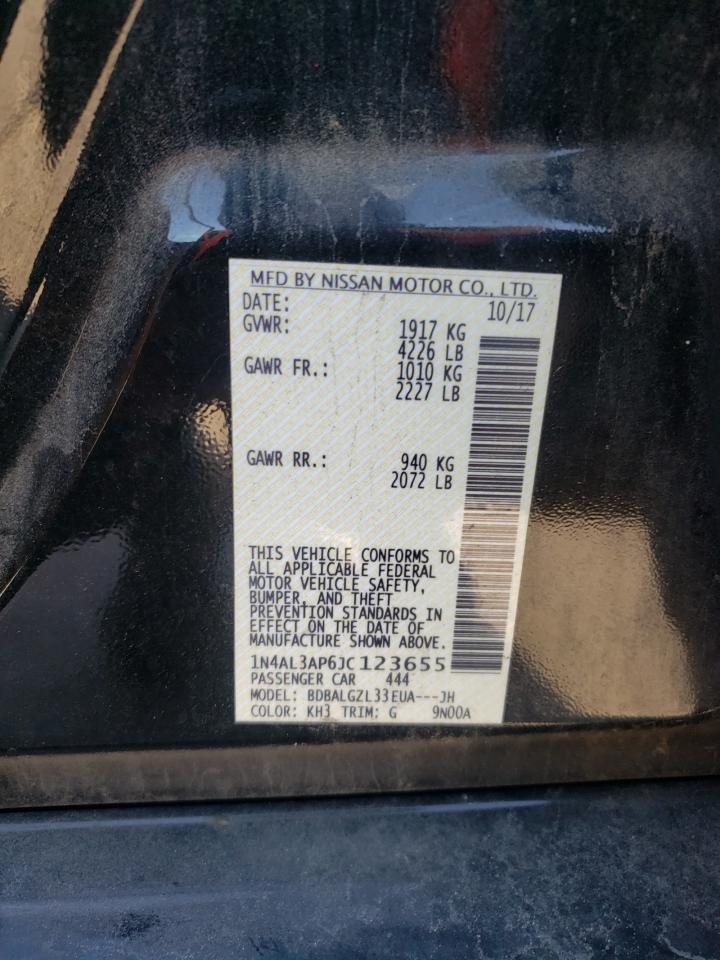 MFD BY NISSAN MOTOR CO., LTD.
DATE: 10/17
GVWR: 1917 KG
4226 LB
GAWR FR.: 1010 KG
2227 LB
GAWR RR.: 940 KG
2072 LB
THIS VEHICLE CONFORMS TO
ALL APPLICABLE FEDERAL
MOTOR VEHICLE SAFETY,
BUMPER, AND THEFT
PREVENTION STANDARDS IN
EFFECT ON THE DATE OF
MANUFACTURE SHOWN ABOVE.
1N4AL3AP6JC123655
PASSENGER CAR 444
MODEL: BDBALGZL33EUA---JH
COLOR: KH3 TRIM: G 9N00A